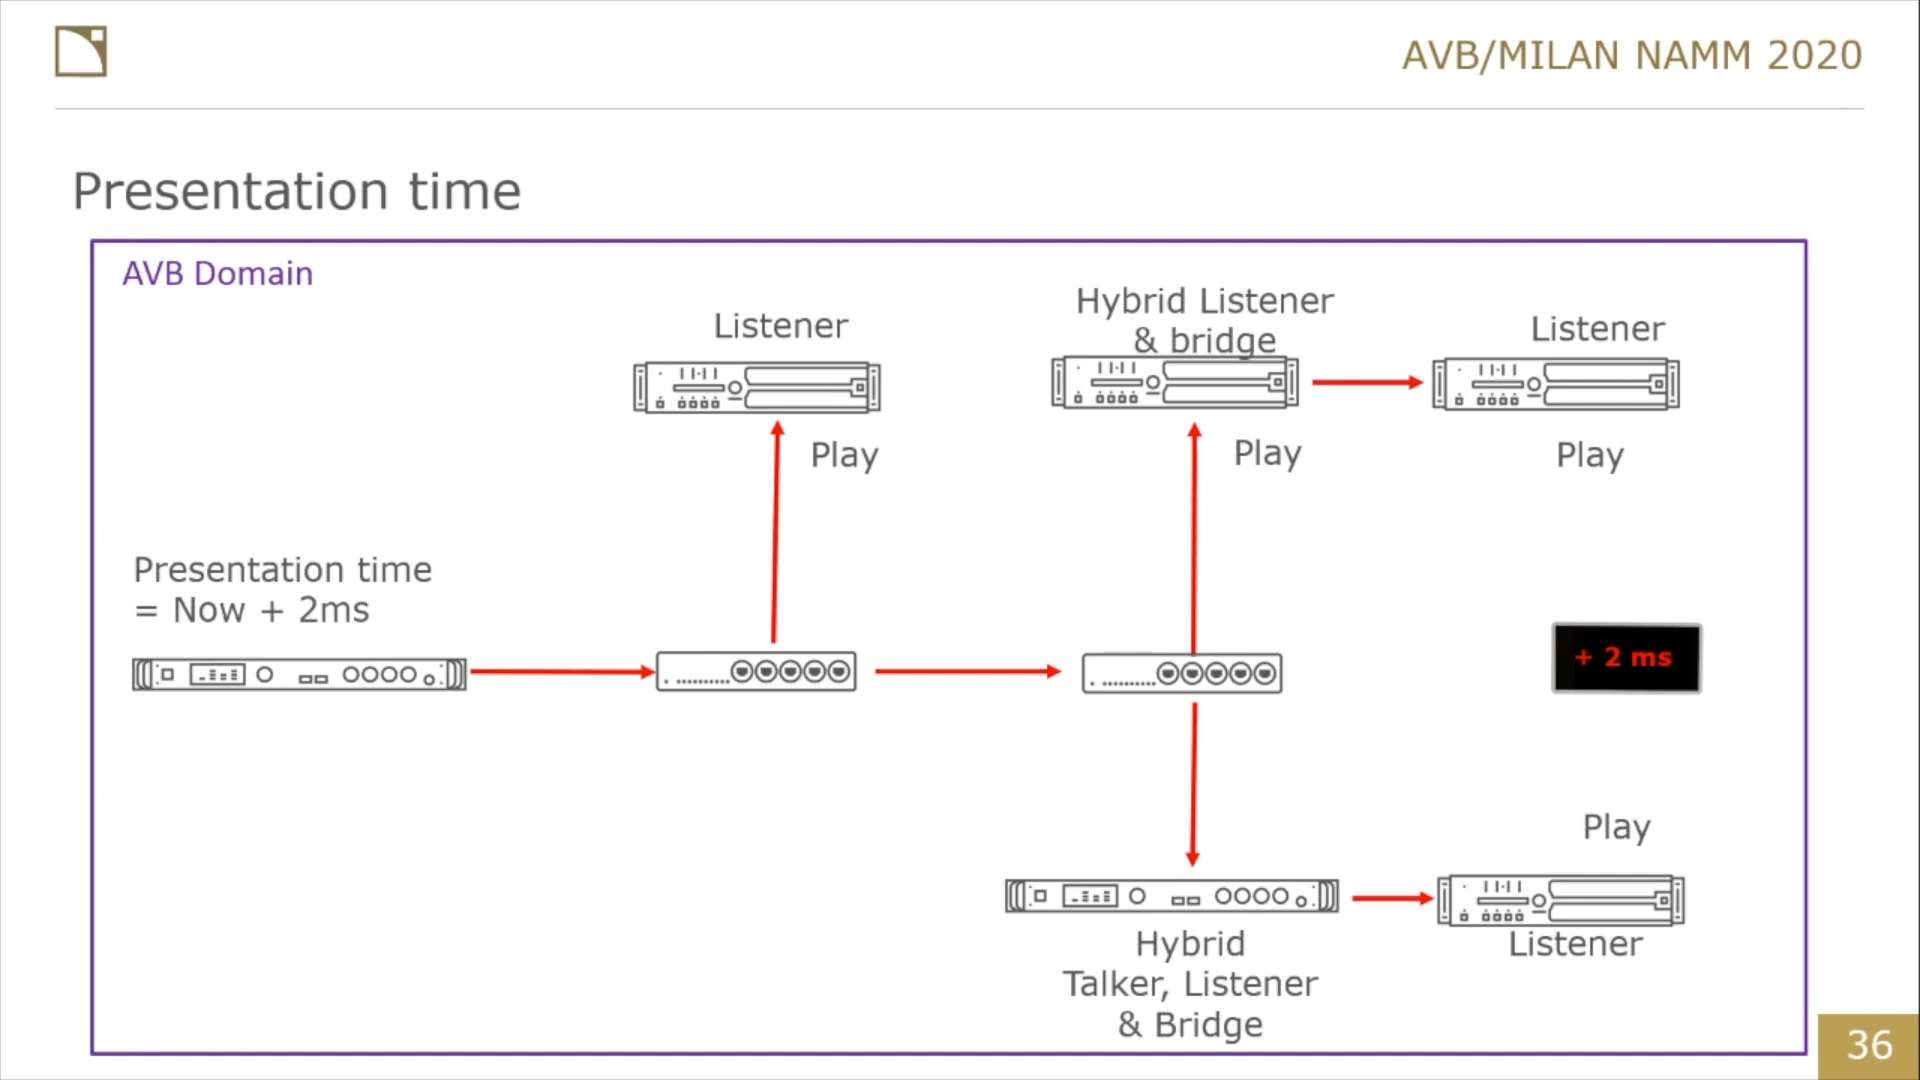 AVB/MILAN NAMM 2020
Presentation time
AVB Domain
Listener
Hybrid Listener
& bridge
Listener
Play
Play
Play
Presentation time
= Now + 2ms
+ 2 ms
Play
Hybrid
Talker, Listener
& Bridge
Listener
36